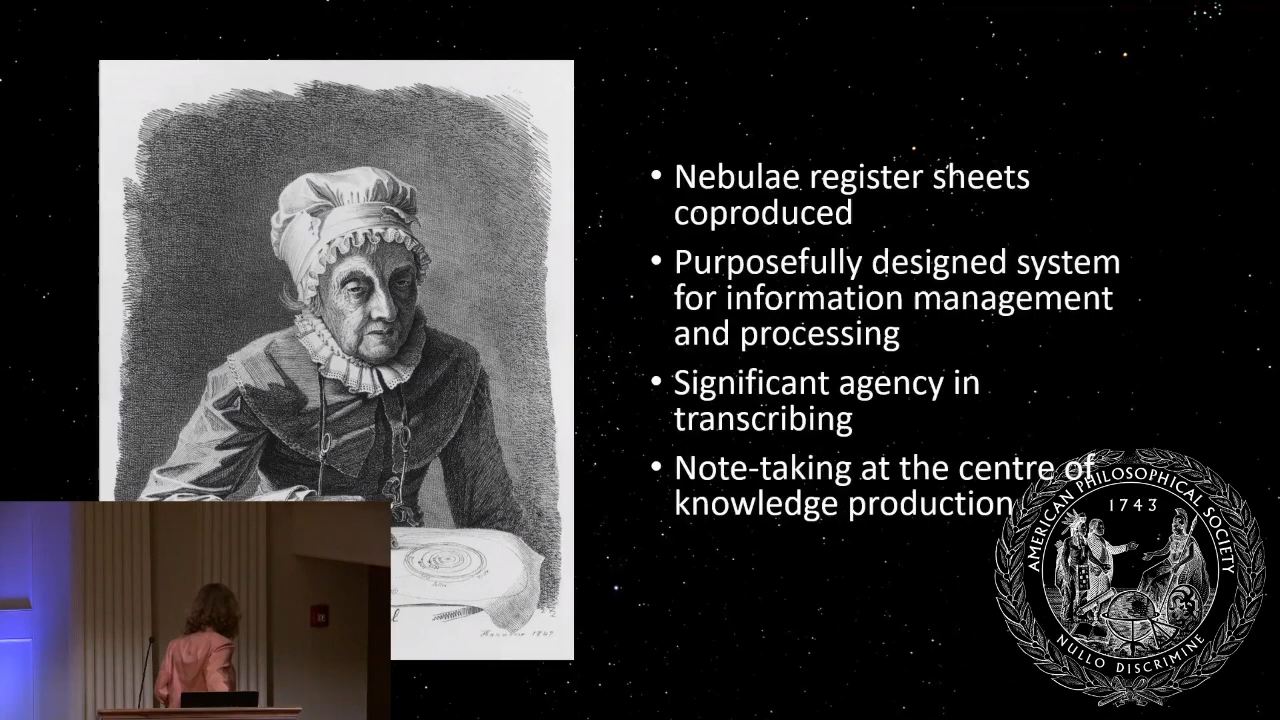 • Nebulae register sheets
coproduced
• Purposefully designed system
for information management
and processing
• Significant agency in
transcribing
• Note-taking at the centre of
knowledge production
AMERICAN PHILOSOPHICAL SOCIETY
1743
NULLO DISCRIMINE
1847